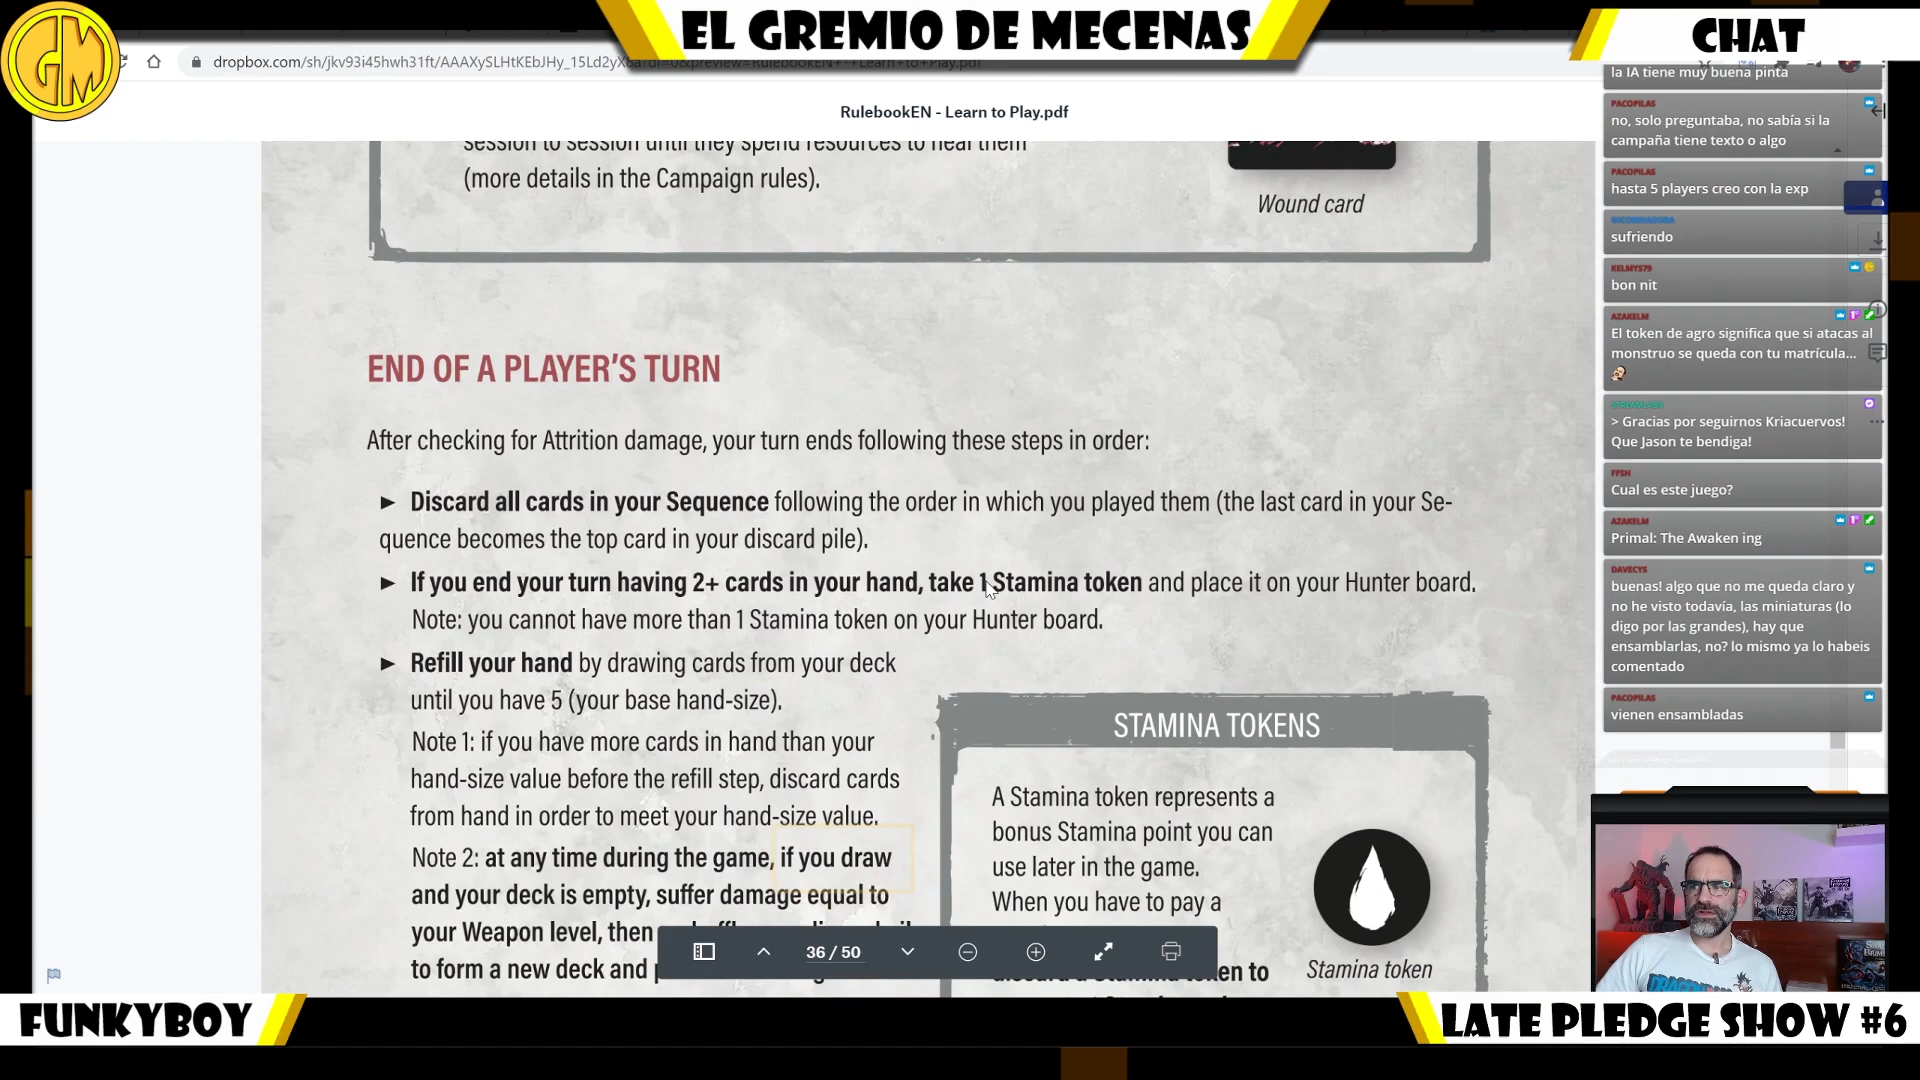 GM
EL GREMIO DE MECENAS
CHAT
RulebookEN - Learn to Play.pdf
session to session until they spend resources to heal them
(more details in the Campaign rules).
Wound card
END OF A PLAYER'S TURN
After checking for Attrition damage, your turn ends following these steps in order:
► Discard all cards in your Sequence following the order in which you played them (the last card in your Se-
quence becomes the top card in your discard pile).
► If you end your turn having 2+ cards in your hand, take 1 Stamina token and place it on your Hunter board.
Note: you cannot have more than 1 Stamina token on your Hunter board.
► Refill your hand by drawing cards from your deck
until you have 5 (your base hand-size).
Note 1: if you have more cards in hand than your
hand-size value before the refill step, discard cards
from hand in order to meet your hand-size value.
Note 2: at any time during the game, if you draw
and your deck is empty, suffer damage equal to
your Weapon level, then
to form a new deck and
STAMINA TOKENS
A Stamina token represents a
bonus Stamina point you can
use later in the game.
When you have to pay a
Stamina token
36 / 50
la IA tiene muy buena pinta
PACOPILAS
no, solo preguntaba, no sabía si la
campaña tiene texto o algo
PACOPILAS
hasta 5 players creo con la exp
sufriendo
KELMYS79
bon nit
AZAKELM
El token de agro significa que si atacas al
monstruo se queda con tu matrícula...
STREAMLABS
> Gracias por seguirnos Kriacuervos!
Que Jason te bendiga!
FFSH
Cual es este juego?
AZAKELM
Primal: The Awaken ing
DAVECYS
buenas! algo que no me queda claro y
no he visto todavía, las miniaturas (lo
digo por las grandes), hay que
ensamblarlas, no? lo mismo ya lo habeis
comentado
PACOPILAS
vienen ensambladas
FUNKYBOY
LATE PLEDGE SHOW #6